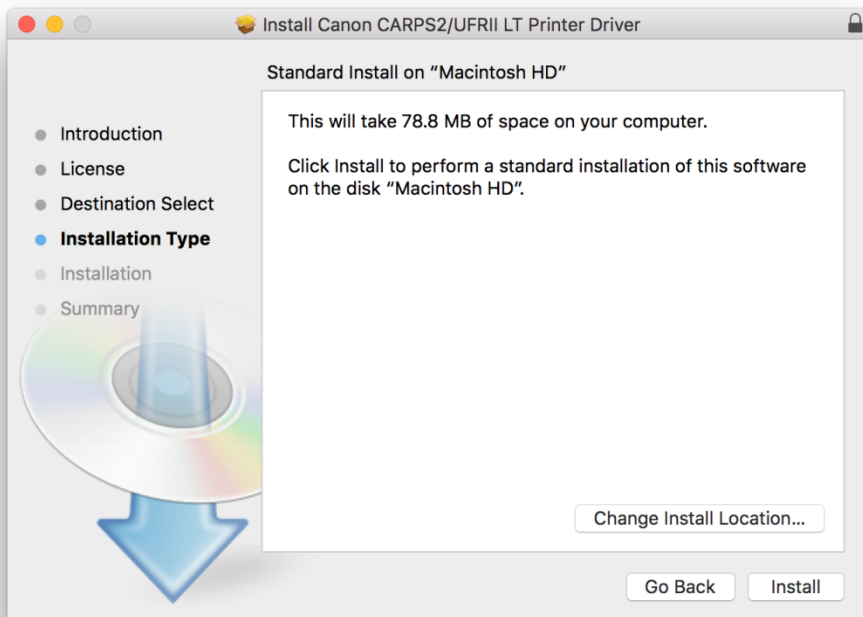 Install Canon CARPS2/UFRII LT Printer Driver
Standard Install on “Macintosh HD”
Introduction
License
Destination Select
Installation Type
Installation
Summary
This will take 78.8 MB of space on your computer.
Click Install to perform a standard installation of this software
on the disk “Macintosh HD”.
Change Install Location...
Go Back
Install